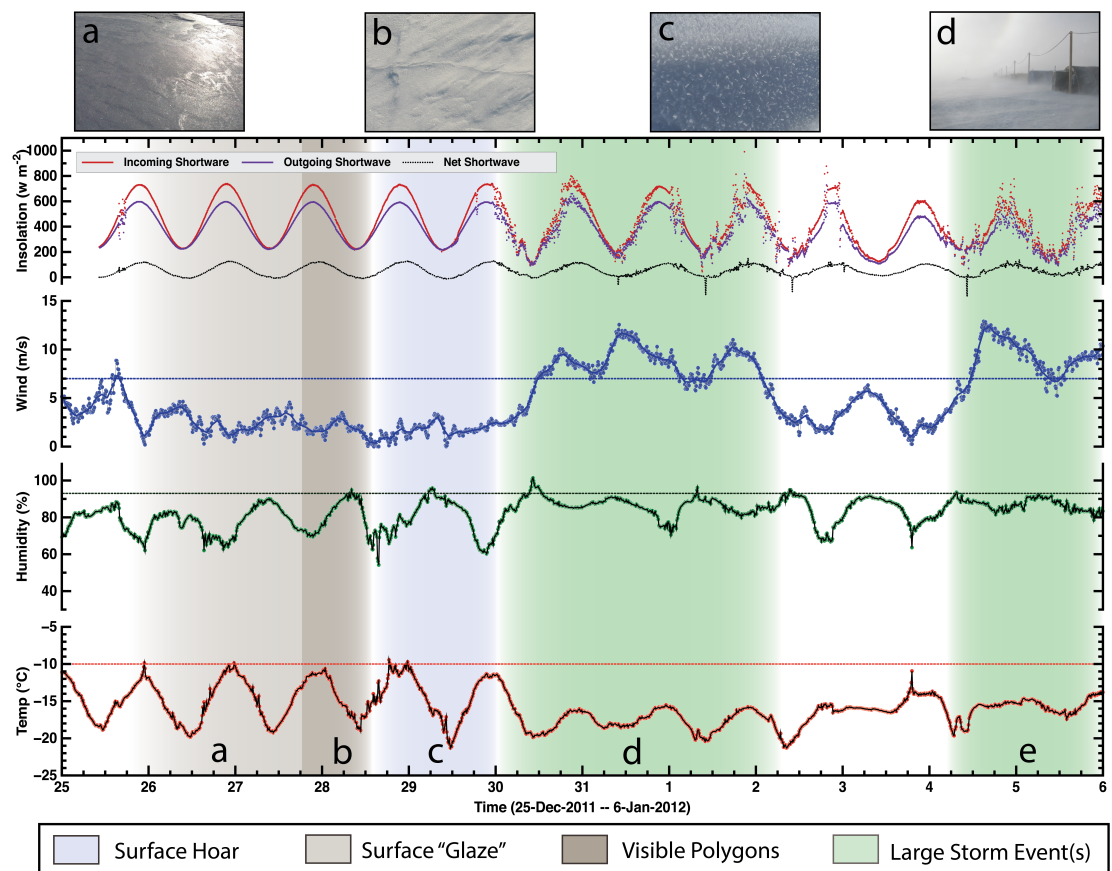 a
b
c
d
Insolation (w m-2)
1000
800
600
400
200
0
Incoming Shortware
Outgoing Shortwave
Net Shortwave
Wind (m/s)
15
10
5
0
Humidity (%)
100
80
60
40
Temp (°C)
−5
−10
−15
−20
−25
a
b
c
d
e
25 26 27 28 29 30 31 1 2 3 4 5 6
Time (25-Dec-2011 -- 6-Jan-2012)
Surface Hoar
Surface “Glaze”
Visible Polygons
Large Storm Event(s)